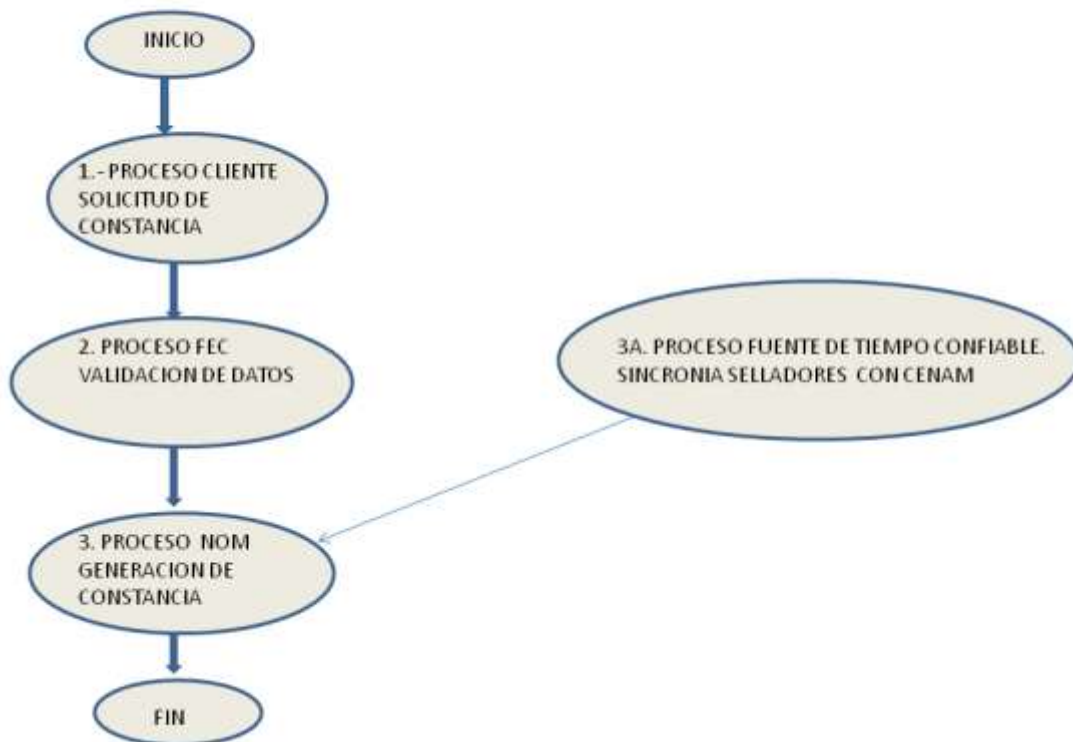 INICIO
1.- PROCESO CLIENTE
SOLICITUD DE
CONSTANCIA
2. PROCESO FEC
VALIDACION DE DATOS
3A. PROCESO FUENTE DE TIEMPO CONFIABLE.
SINCRONIA SELLADORES CON CENAM
3. PROCESO NOM
GENERACION DE
CONSTANCIA
FIN